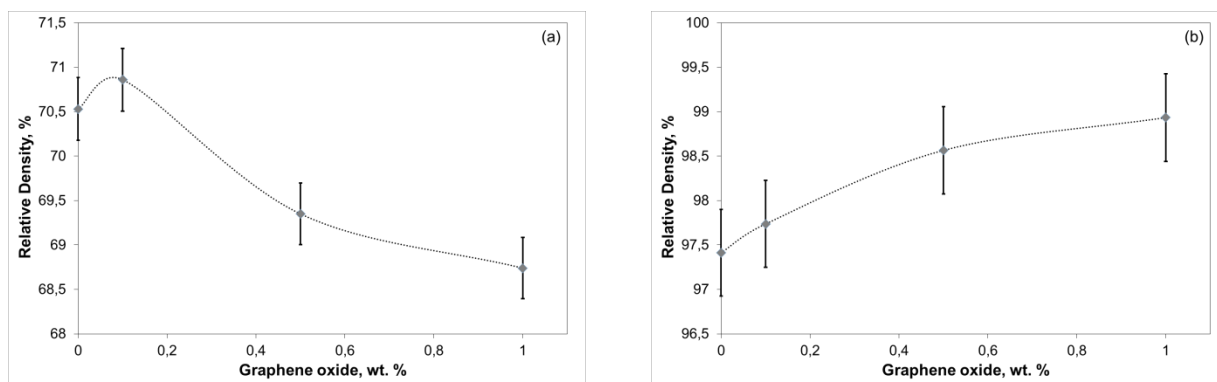 (a)
Relative Density, %
71,5
71
70,5
70
69,5
69
68,5
68
0 0,2 0,4 0,6 0,8 1
Graphene oxide, wt. %
(b)
Relative Density, %
100
99,5
99
98,5
98
97,5
97
96,5
0 0,2 0,4 0,6 0,8 1
Graphene oxide, wt. %